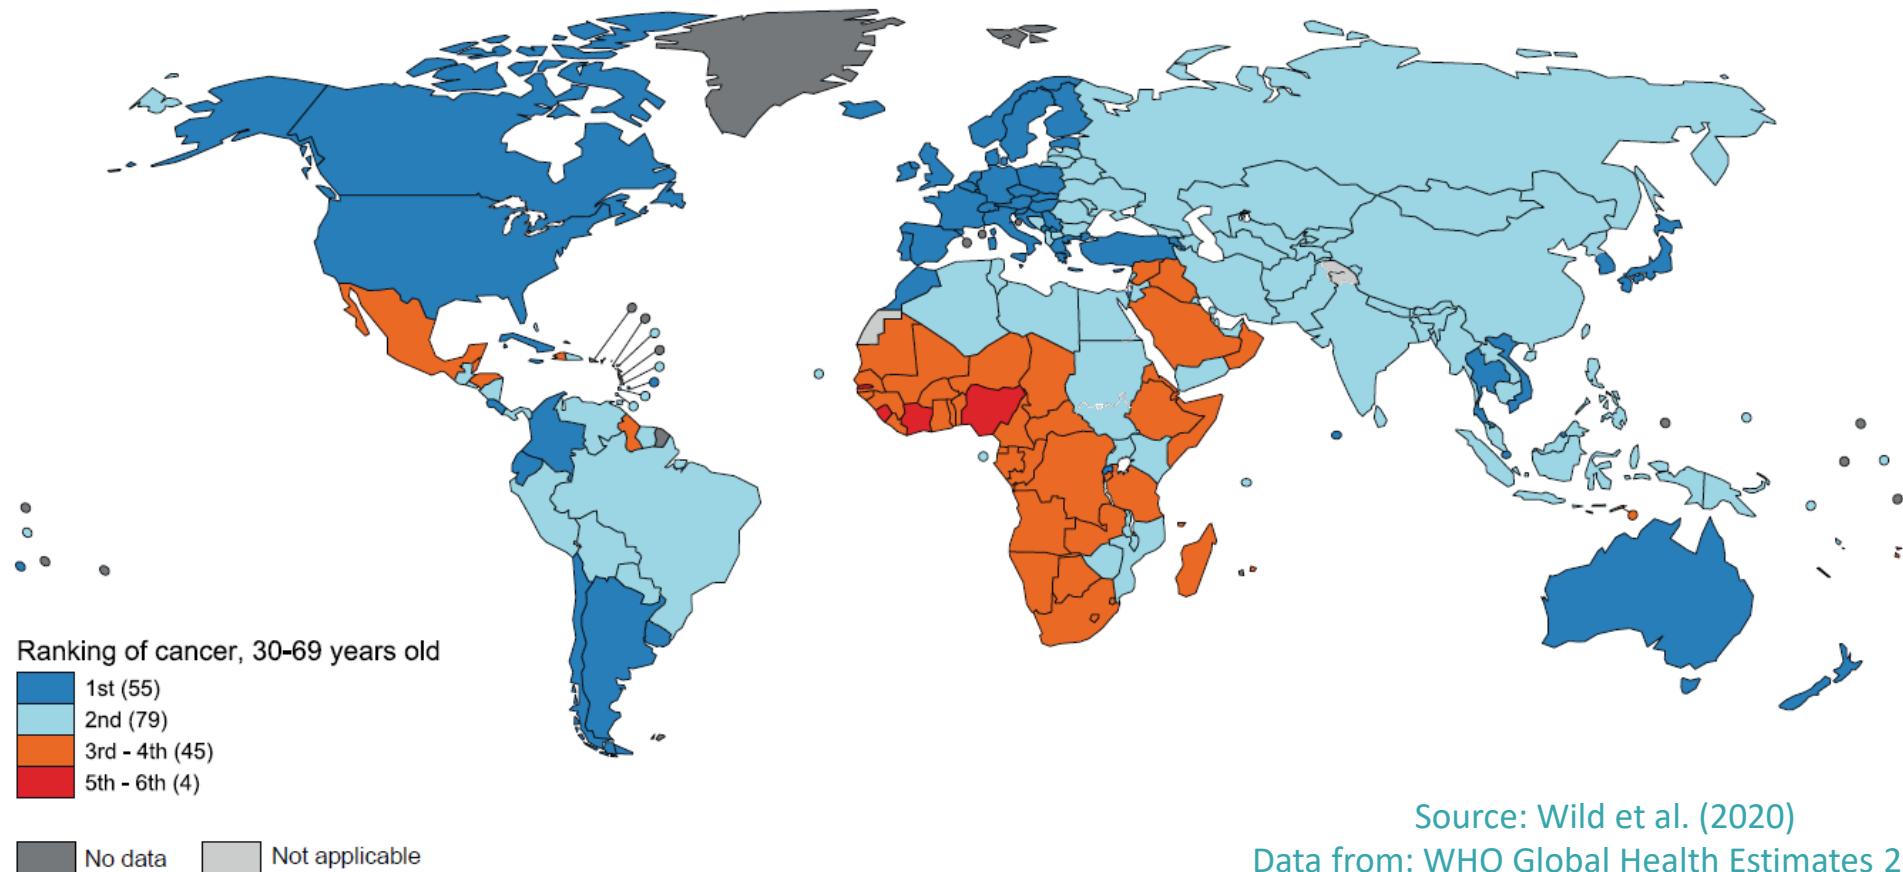 Ranking of cancer, 30-69 years old
1st (55)
2nd (79)
3rd - 4th (45)
5th - 6th (4)
No data
Not applicable
Source: Wild et al. (2020)
Data from: WHO Global Health Estimates 2